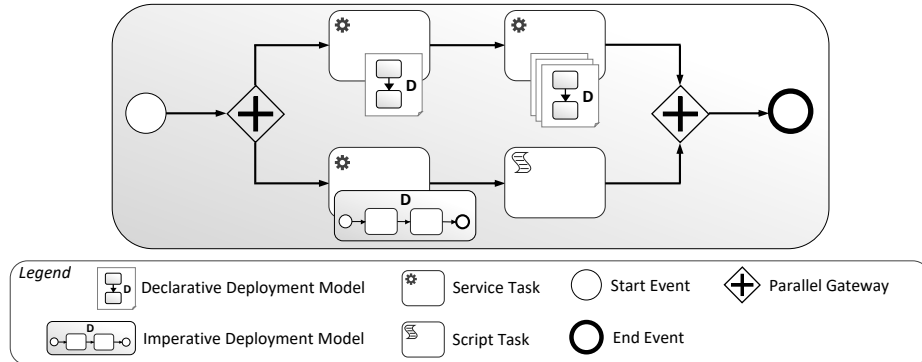 D
D
D
Legend
D Declarative Deployment Model Service Task Start Event Parallel Gateway
D Imperative Deployment Model Script Task End Event